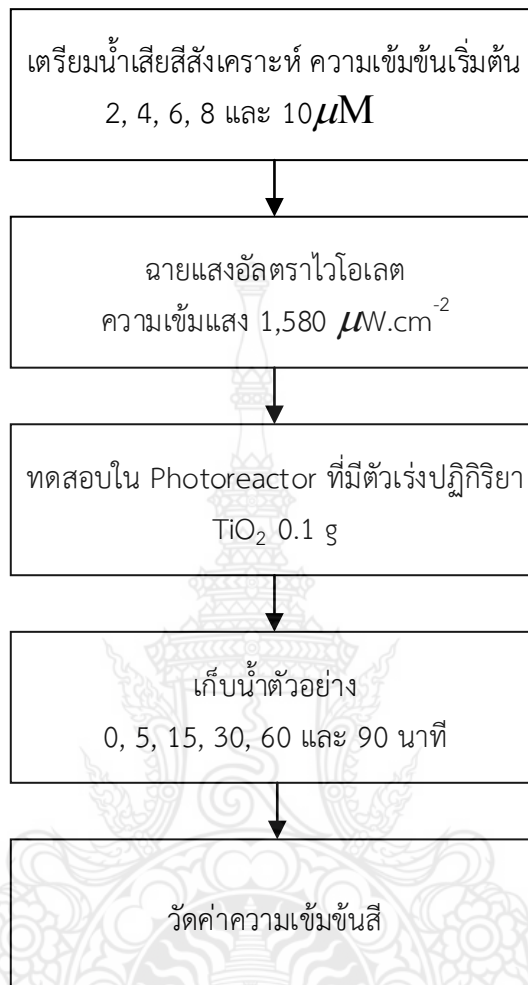 เตรียมน้ำเสียสีสังเคราะห์ ความเข้มข้นเริ่มต้น
2, 4, 6, 8 และ 10μM
ฉายแสงอัลตราไวโอเลต
ความเข้มแสง 1,580 μW.cm⁻²
ทดสอบใน Photoreactor ที่มีตัวเร่งปฏิกิริยา
TiO₂ 0.1 g
เก็บน้ำตัวอย่าง
0, 5, 15, 30, 60 และ 90 นาที
วัดค่าความเข้มข้นสี